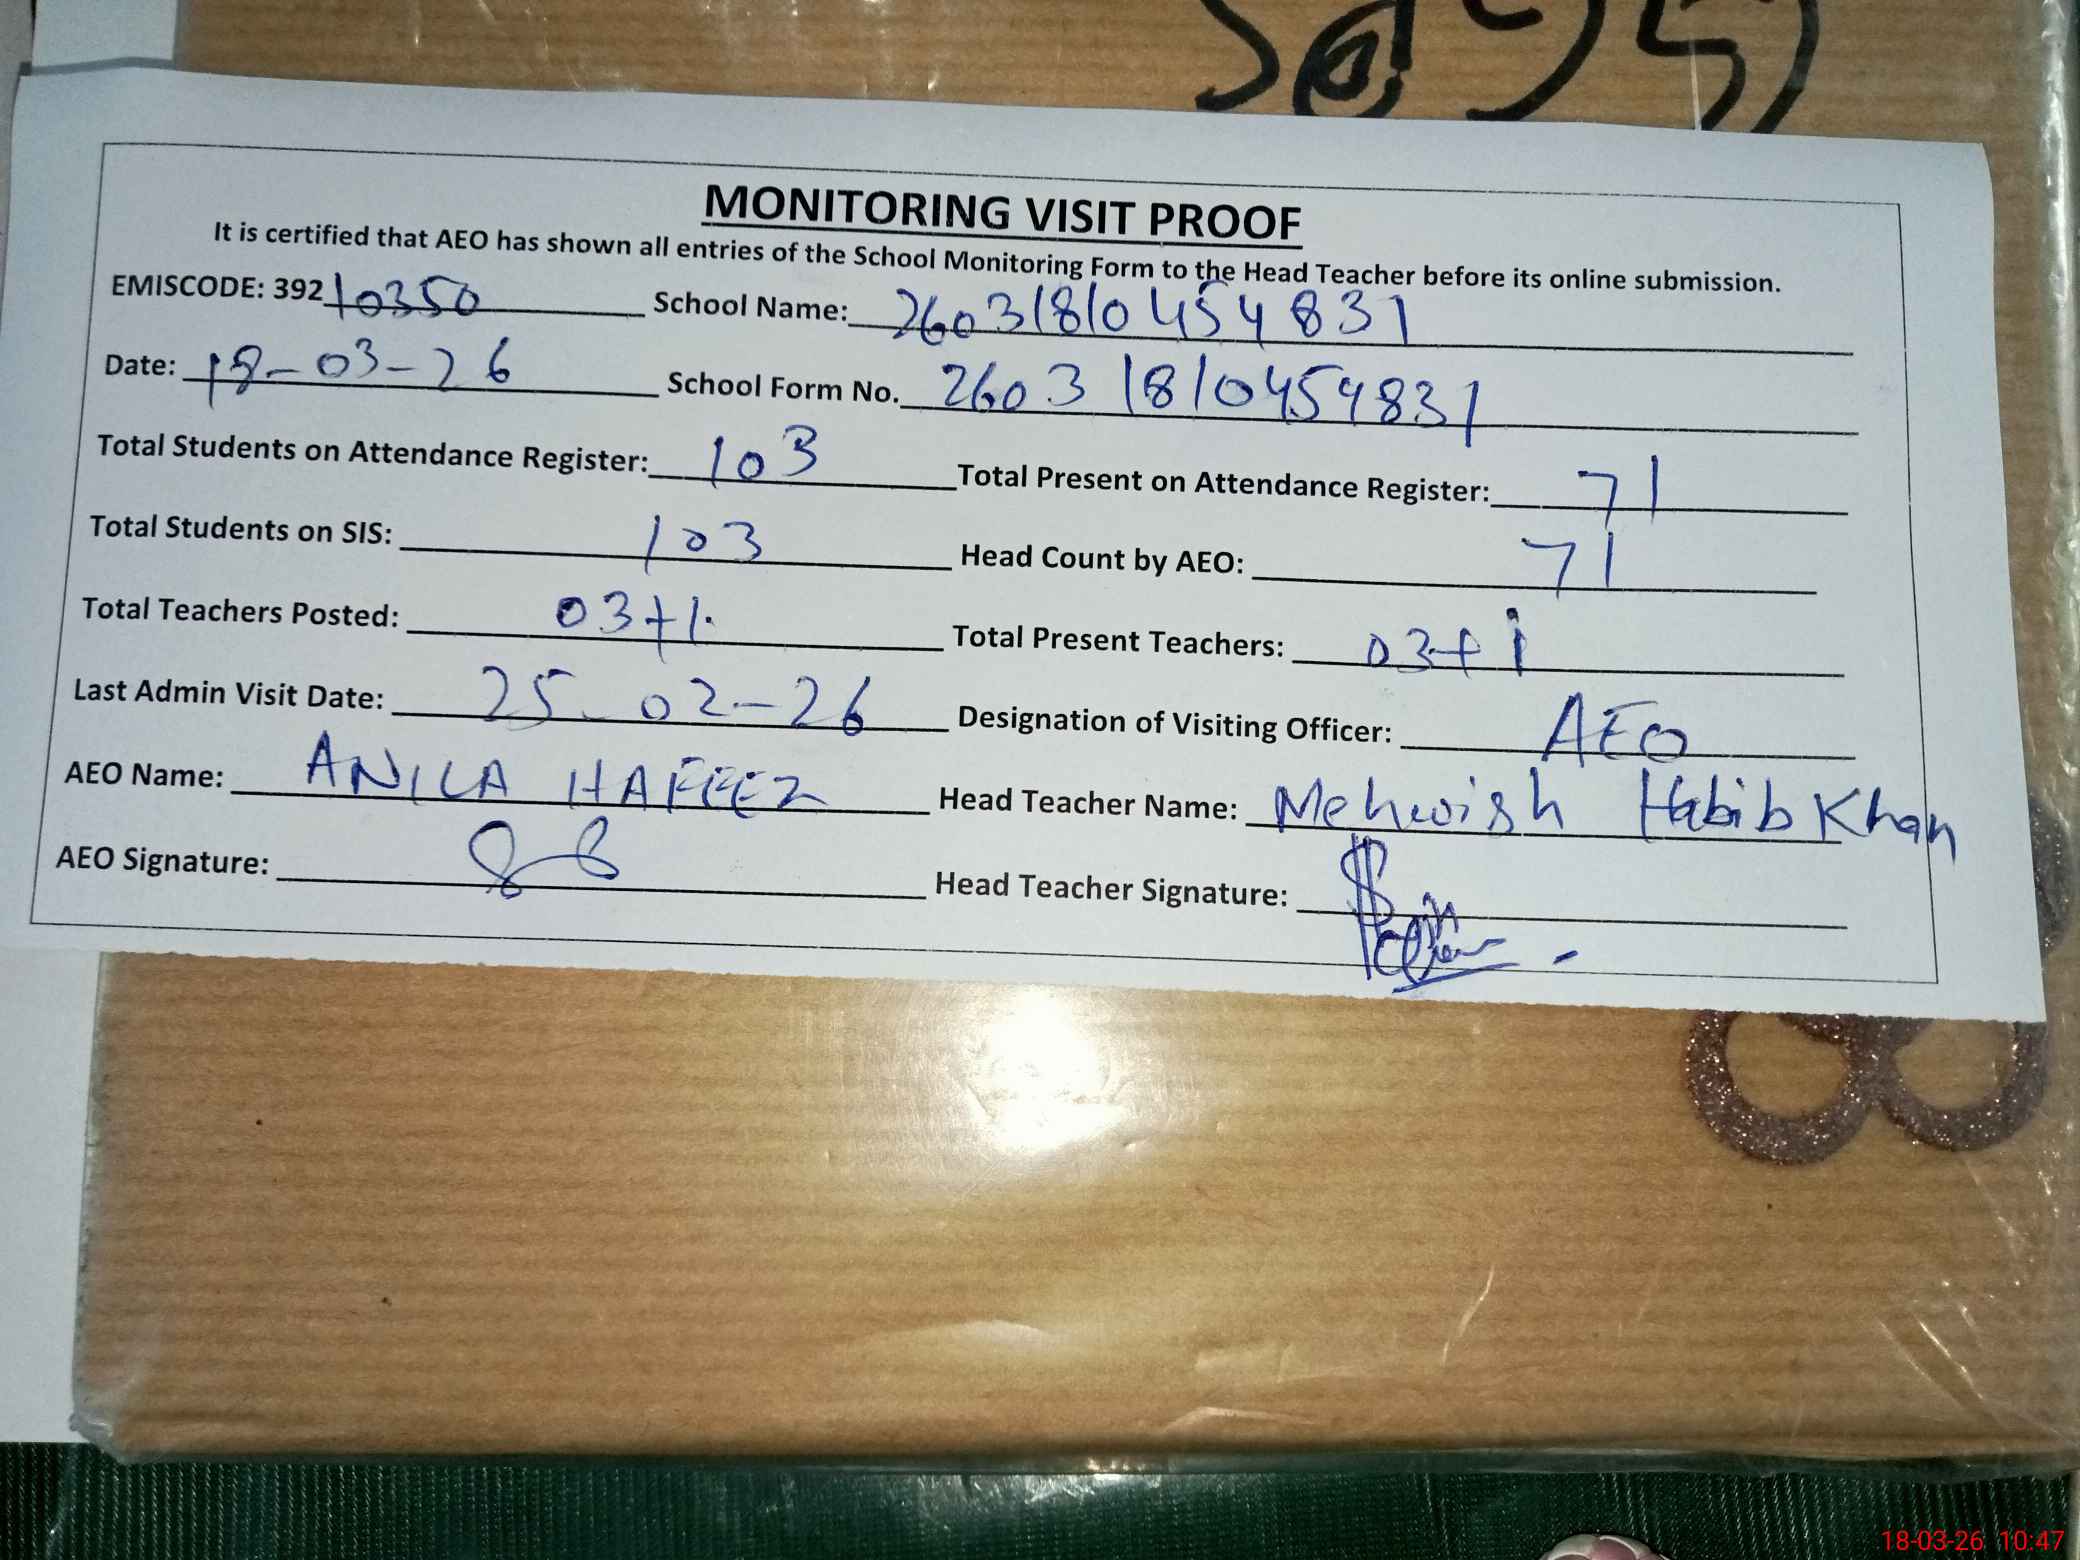 MONITORING VISIT PROOF
It is certified that AEO has shown all entries of the School Monitoring Form to the Head Teacher before its online submission.
EMISCODE: 39210350 School Name: 26031810454831
Date: 18-03-26 School Form No. 26031810454831
Total Students on Attendance Register: 103 Total Present on Attendance Register: 71
Total Students on SIS: 103 Head Count by AEO: 71
Total Teachers Posted: 03+1. Total Present Teachers: 03+1
Last Admin Visit Date: 25-02-26 Designation of Visiting Officer: AEO
AEO Name: ANILA HAFEEZ Head Teacher Name: Mehwish Habib Khan
AEO Signature: Head Teacher Signature:
18-03-26 10:47